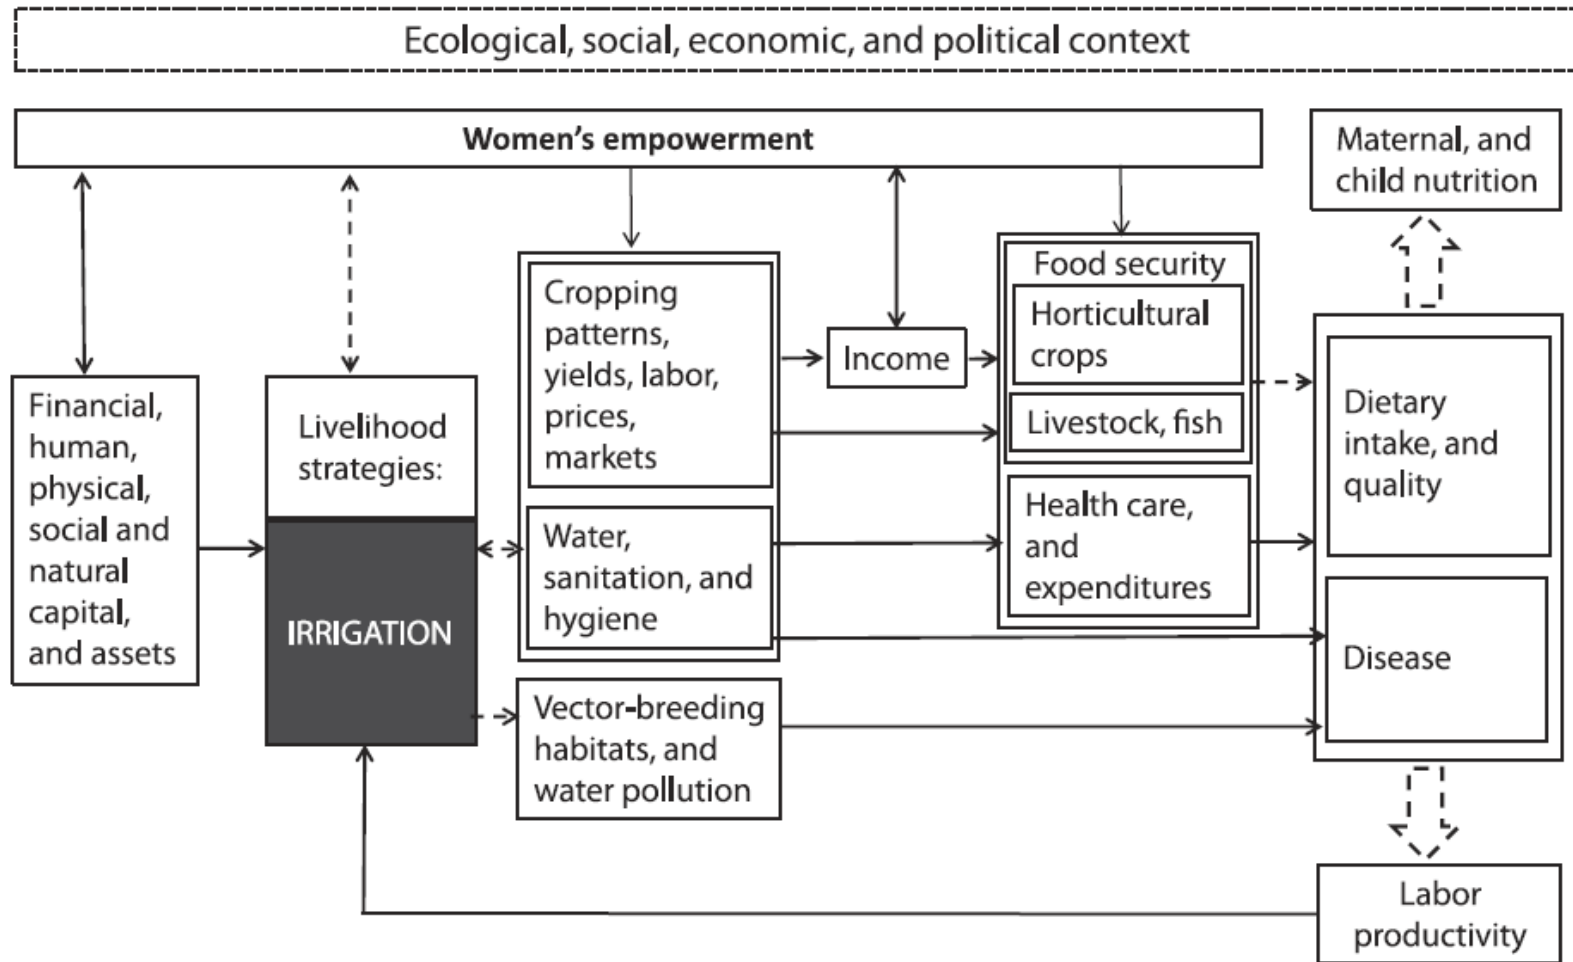 Ecological, social, economic, and political context
Women's empowerment
Maternal, and
child nutrition
Financial,
human,
physical,
social and
natural
capital,
and assets
Livelihood
strategies:
IRRIGATION
Cropping
patterns,
yields, labor,
prices,
markets
Water,
sanitation, and
hygiene
Vector-breeding
habitats, and
water pollution
Income
Food security
Horticultural
crops
Livestock, fish
Health care,
and
expenditures
Dietary
intake, and
quality
Disease
Labor
productivity